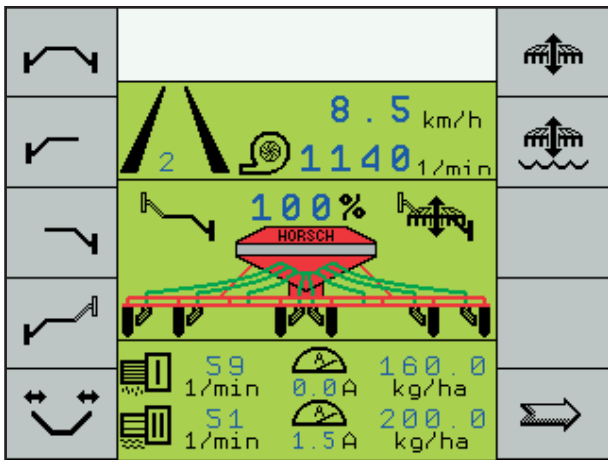 8.5 km/h
2
1140 1/min
100%
HORSCH
I 59 0.0A 160.0
1/min kg/ha
II 51 1.5A 200.0
1/min kg/ha